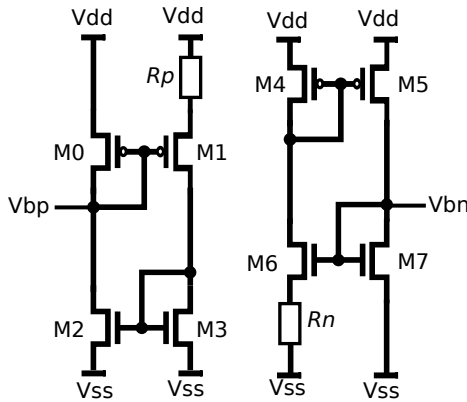 Vdd Vdd Vdd Vdd
Rp M4 M5
M0 M1
Vbp Vbn
M6 M7
M2 M3 Rn
Vss Vss Vss Vss